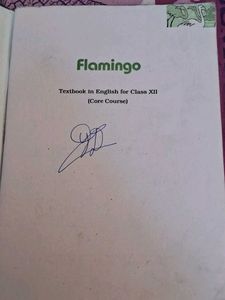 Flamingo
Textbook in English for Class XII
(Core Course)